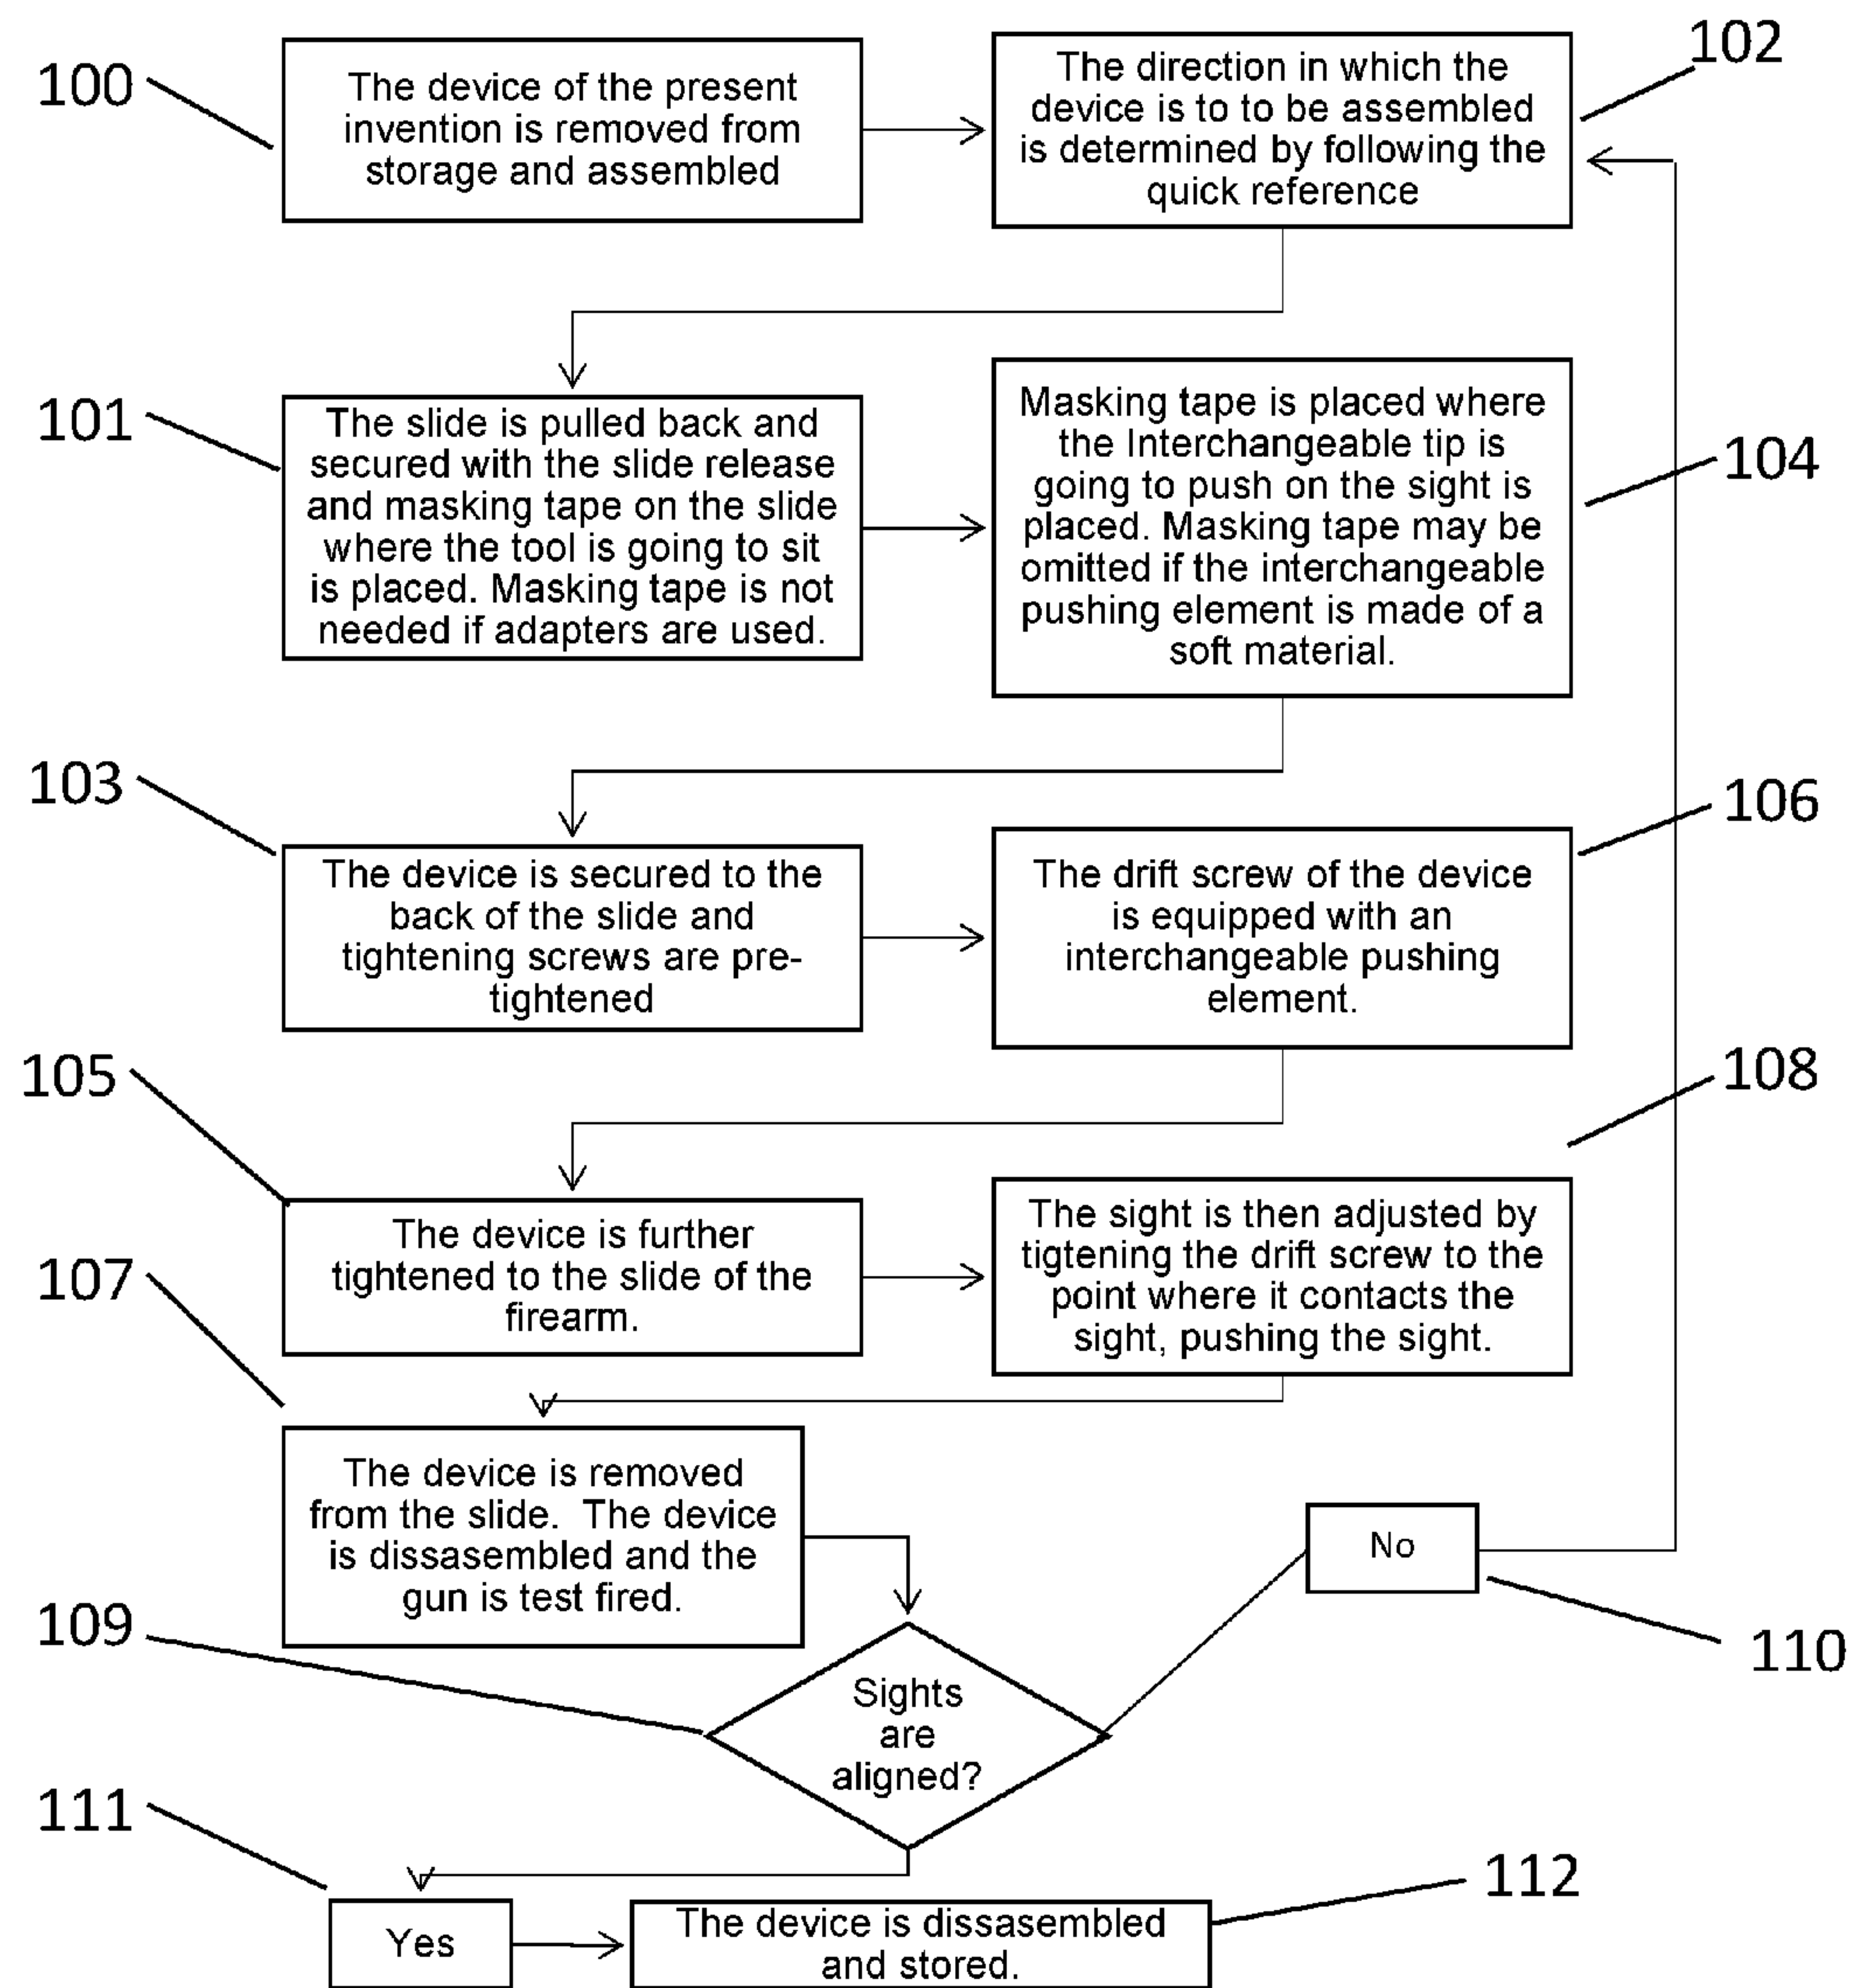 100
The device of the present
invention is removed from
storage and assembled
The direction in which the
device is to to be assembled
is determined by following the
quick reference
102
101
The slide is pulled back and
secured with the slide release
and masking tape on the slide
where the tool is going to sit
is placed. Masking tape is not
needed if adapters are used.
Masking tape is placed where
the Interchangeable tip is
going to push on the sight is
placed. Masking tape may be
omitted if the interchangeable
pushing element is made of a
soft material.
104
103
The device is secured to the
back of the slide and
tightening screws are pre-
tightened
The drift screw of the device
is equipped with an
interchangeable pushing
element.
106
105
The device is further
tightened to the slide of the
firearm.
The sight is then adjusted by
tigtening the drift screw to the
point where it contacts the
sight, pushing the sight.
108
107
The device is removed
from the slide.  The device
is dissasembled and the
gun is test fired.
No
110
109
Sights
are
aligned?
111
Yes
The device is dissasembled
and stored.
112